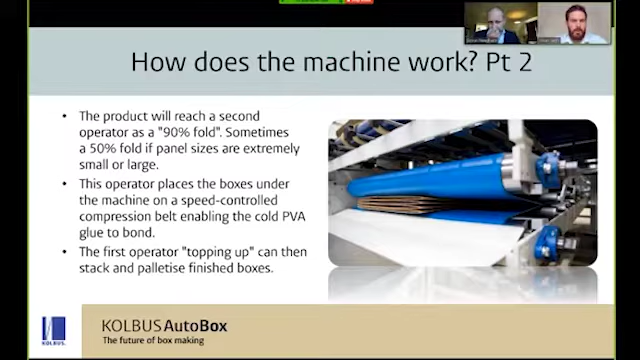 How does the machine work? Pt 2
• The product will reach a second
operator as a "90% fold". Sometimes
a 50% fold if panel sizes are extremely
small or large.
• This operator places the boxes under
the machine on a speed-controlled
compression belt enabling the cold PVA
glue to bond.
• The first operator "topping up" can then
stack and palletise finished boxes.
KOLBUS.
KOLBUS AutoBox
The future of box making